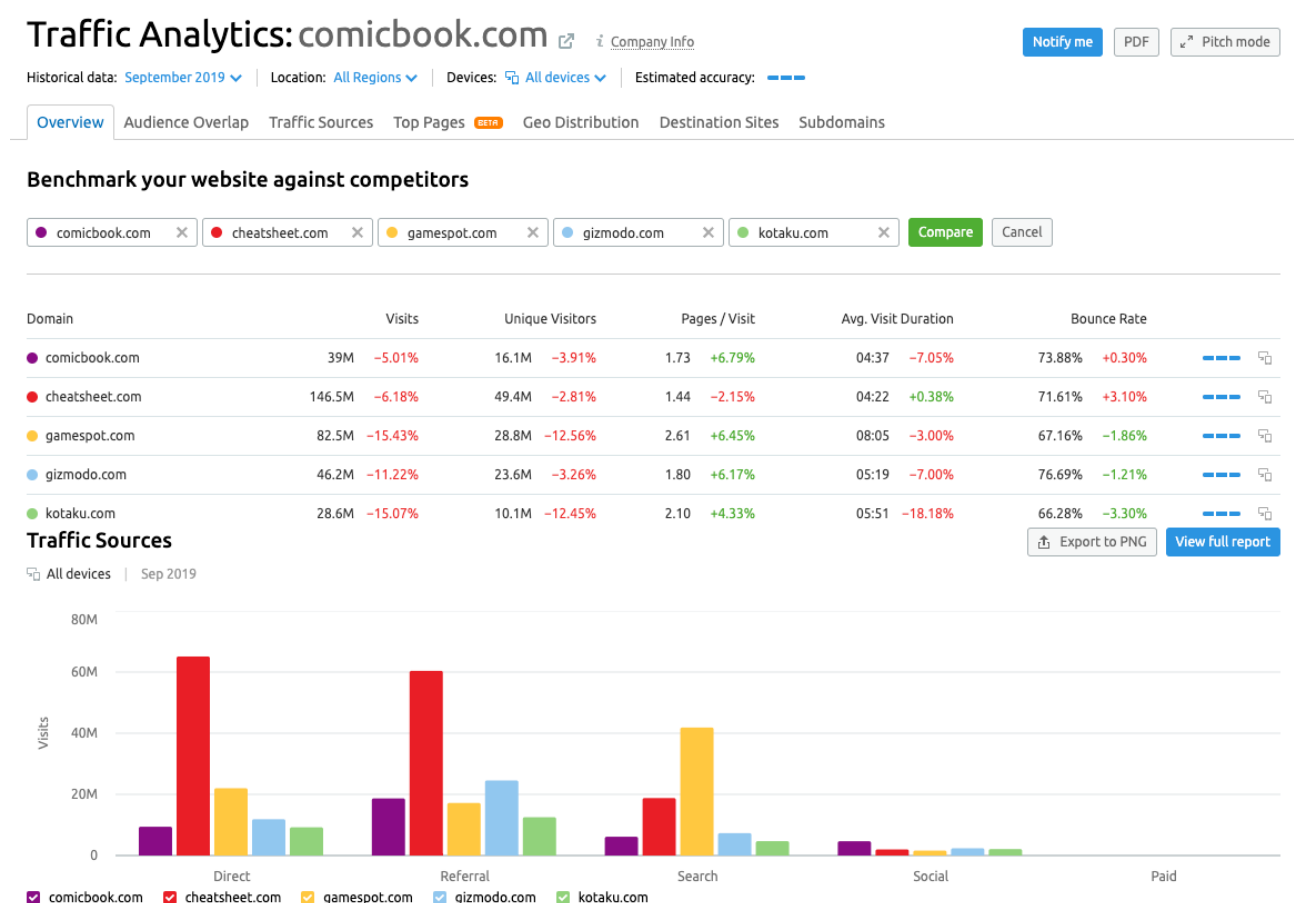 Traffic Analytics: comicbook.com i Company Info Notify me PDF Pitch mode
Historical data: September 2019 Location: All Regions Devices: All devices Estimated accuracy:
Overview Audience Overlap Traffic Sources Top Pages BETA Geo Distribution Destination Sites Subdomains
Benchmark your website against competitors
comicbook.com cheatsheet.com gamespot.com gizmodo.com kotaku.com Compare Cancel
Domain Visits Unique Visitors Pages / Visit Avg. Visit Duration Bounce Rate
comicbook.com 39M −5.01% 16.1M −3.91% 1.73 +6.79% 04:37 −7.05% 73.88% +0.30%
cheatsheet.com 146.5M −6.18% 49.4M −2.81% 1.44 −2.15% 04:22 +0.38% 71.61% +3.10%
gamespot.com 82.5M −15.43% 28.8M −12.56% 2.61 +6.45% 08:05 −3.00% 67.16% −1.86%
gizmodo.com 46.2M −11.22% 23.6M −3.26% 1.80 +6.17% 05:19 −7.00% 76.69% −1.21%
kotaku.com 28.6M −15.07% 10.1M −12.45% 2.10 +4.33% 05:51 −18.18% 66.28% −3.30%
Traffic Sources Export to PNG View full report
All devices Sep 2019
80M
60M
40M
20M
0
Visits
Direct Referral Search Social Paid
comicbook.com cheatsheet.com gamespot.com gizmodo.com kotaku.com